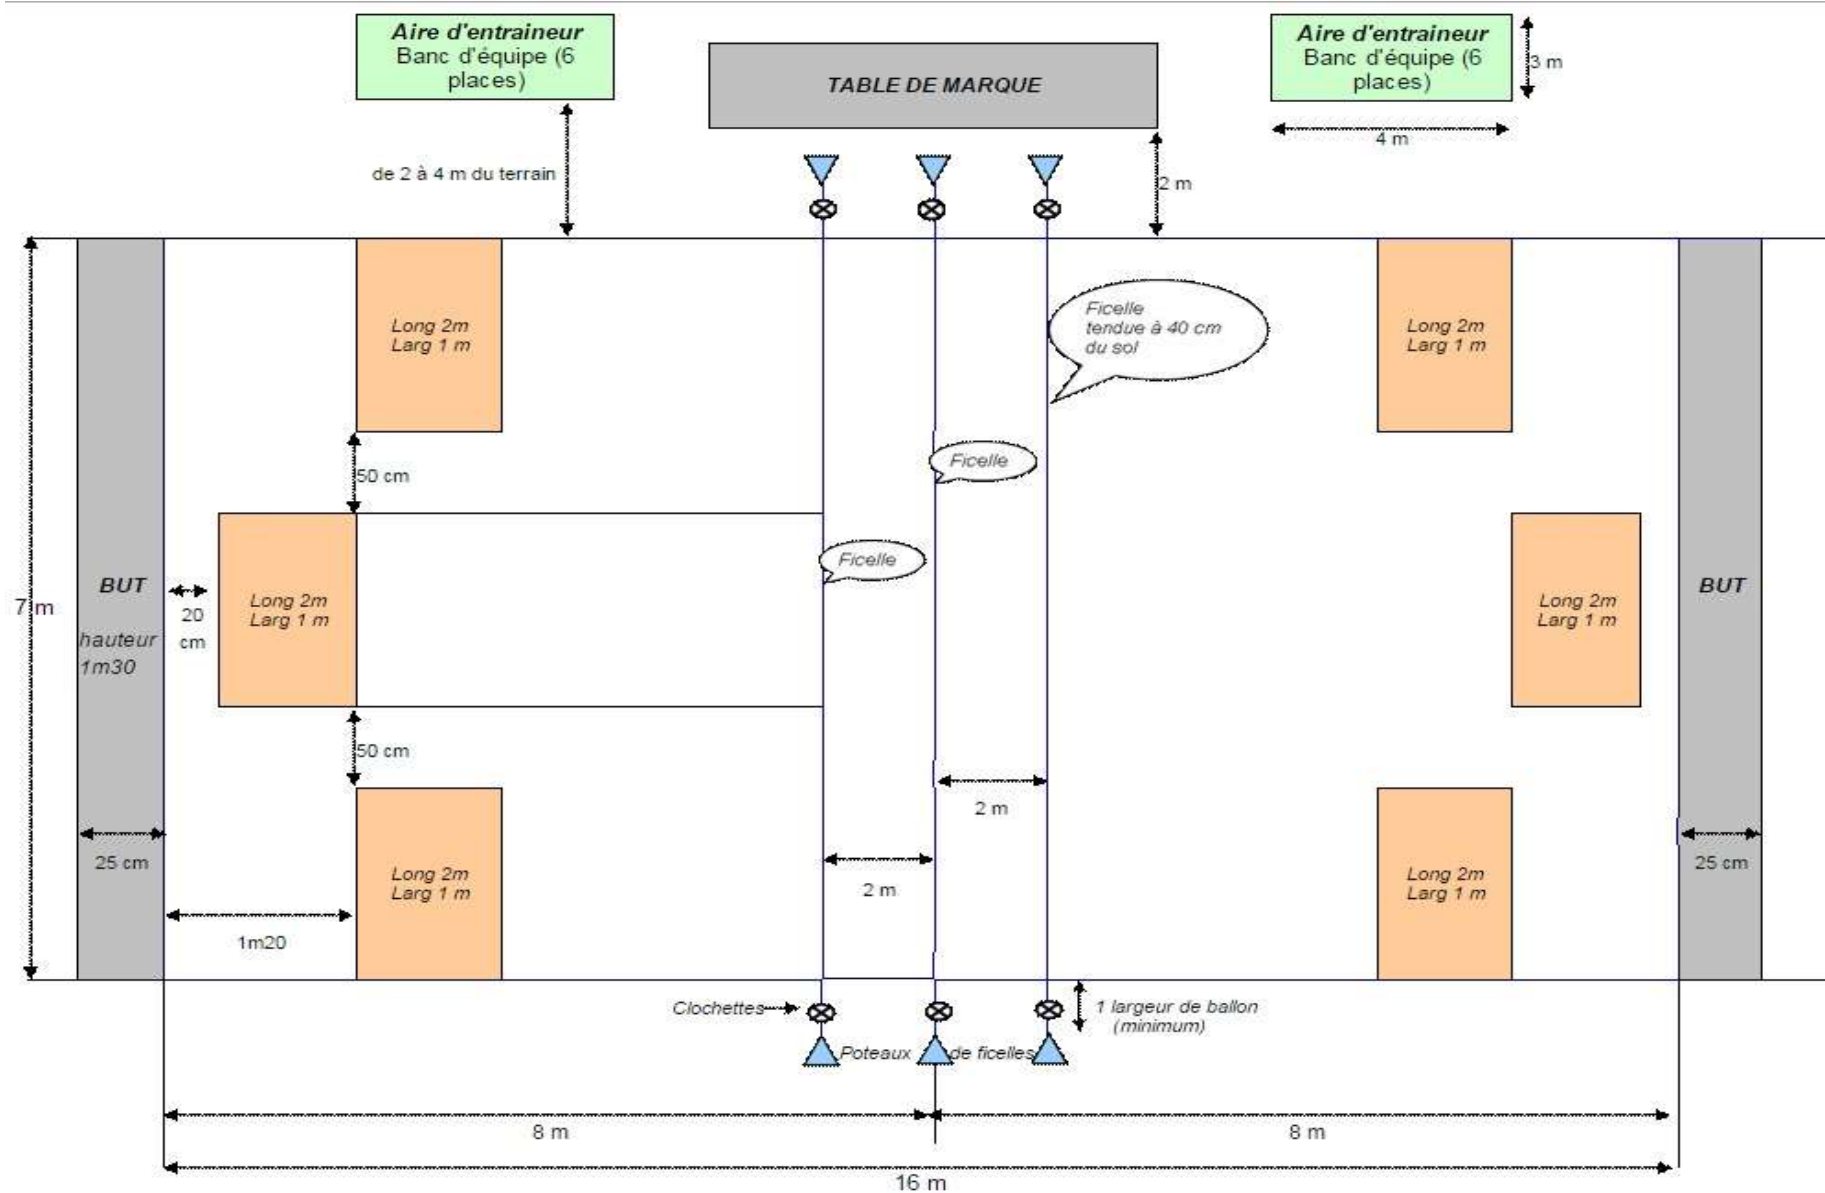 Aire d'entraineur
Banc d'équipe (6
places)
TABLE DE MARQUE
Aire d'entraineur
Banc d'équipe (6
places)
3 m
4 m
de 2 à 4 m du terrain
2 m
Long 2m
Larg 1 m
Ficelle
tendue à 40 cm
du sol
Long 2m
Larg 1 m
50 cm
Ficelle
Ficelle
7 m
BUT
hauteur
1m30
20
cm
Long 2m
Larg 1 m
Long 2m
Larg 1 m
BUT
50 cm
2 m
25 cm
2 m
Long 2m
Larg 1 m
Long 2m
Larg 1 m
25 cm
1m20
Clochettes
1 largeur de ballon
(minimum)
Poteaux de ficelles
8 m
8 m
16 m